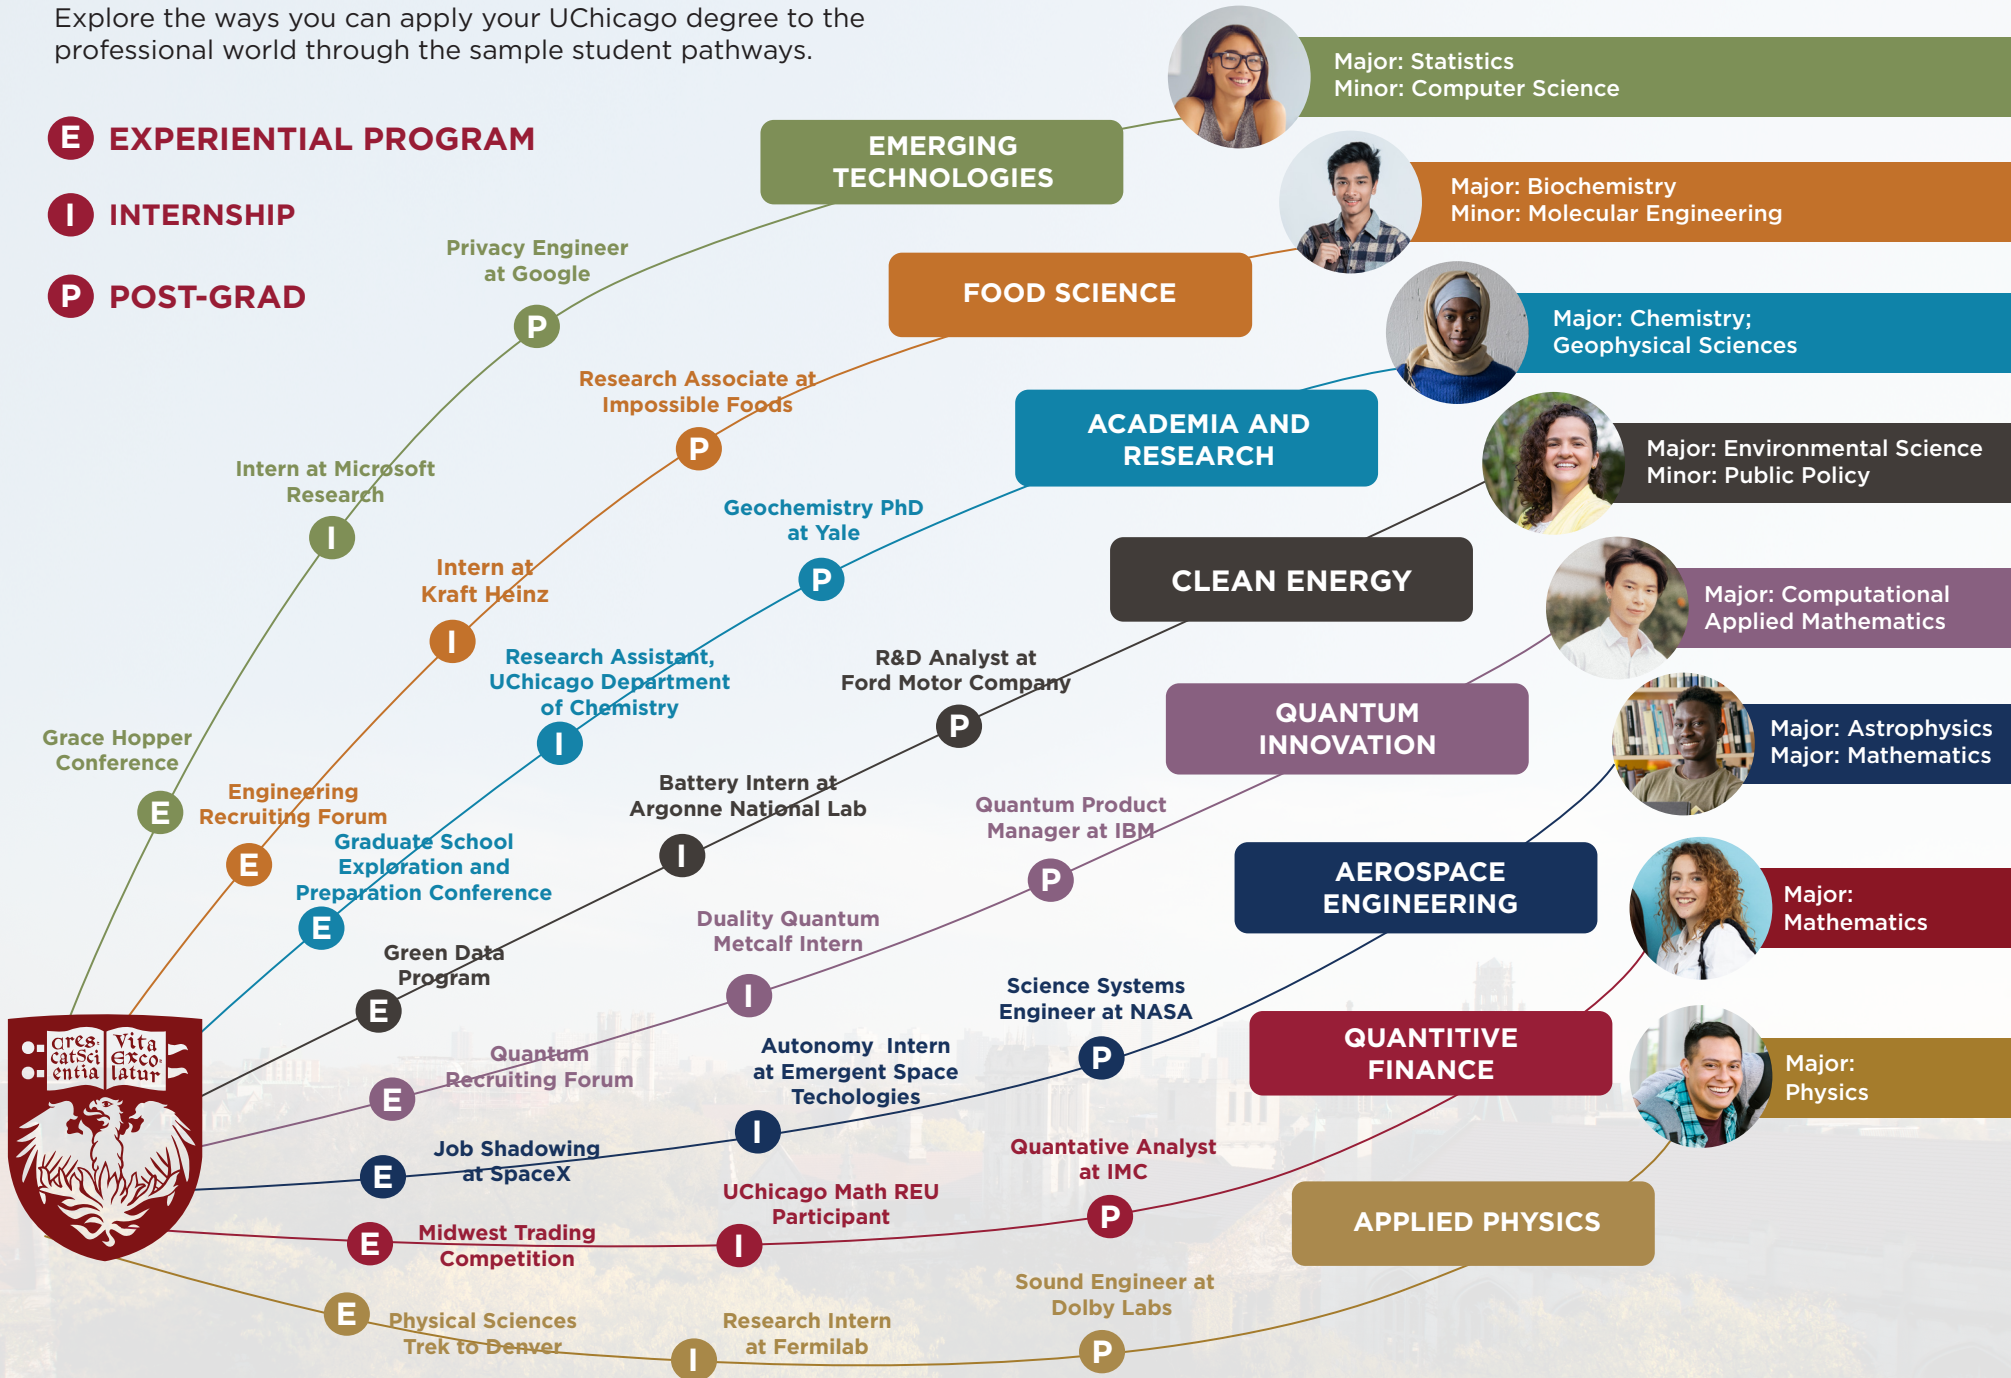 Explore the ways you can apply your UChicago degree to the
professional world through the sample student pathways.
E EXPERIENTIAL PROGRAM
I INTERNSHIP
P POST-GRAD
Major: Statistics
Minor: Computer Science
EMERGING
TECHNOLOGIES
Privacy Engineer
at Google
P
Intern at Microsoft
Research
I
Grace Hopper
Conference
E
Major: Biochemistry
Minor: Molecular Engineering
FOOD SCIENCE
Research Associate at
Impossible Foods
P
Intern at
Kraft Heinz
I
Engineering
Recruiting Forum
E
Major: Chemistry;
Geophysical Sciences
ACADEMIA AND
RESEARCH
Geochemistry PhD
at Yale
P
Research Assistant,
UChicago Department
of Chemistry
I
Graduate School
Exploration and
Preparation Conference
E
Major: Environmental Science
Minor: Public Policy
CLEAN ENERGY
R&D Analyst at
Ford Motor Company
P
Battery Intern at
Argonne National Lab
I
Green Data
Program
E
Major: Computational
Applied Mathematics
QUANTUM
INNOVATION
Quantum Product
Manager at IBM
P
Duality Quantum
Metcalf Intern
I
Quantum
Recruiting Forum
E
Major: Astrophysics
Major: Mathematics
AEROSPACE
ENGINEERING
Science Systems
Engineer at NASA
P
Autonomy Intern
at Emergent Space
Techologies
I
Job Shadowing
at SpaceX
E
Major:
Mathematics
QUANTITIVE
FINANCE
Quantative Analyst
at IMC
P
UChicago Math REU
Participant
I
Midwest Trading
Competition
E
Major:
Physics
APPLIED PHYSICS
Sound Engineer at
Dolby Labs
P
Research Intern
at Fermilab
I
Physical Sciences
Trek to Denver
E
Cres-
catSci
entia
Vita
Exco-
latur